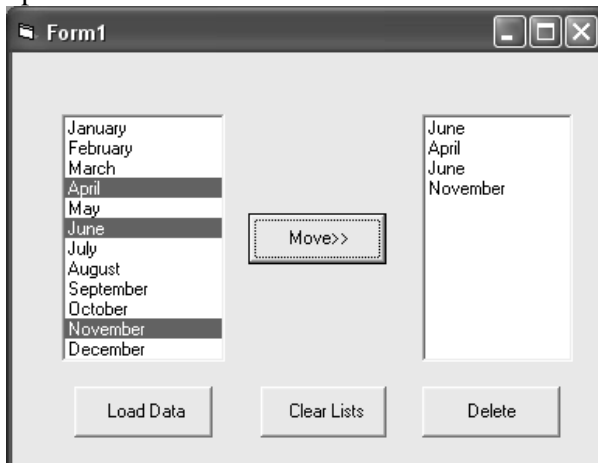 Form1
January
February
March
April
May
June
July
August
September
October
November
December
Move>>
June
April
June
November
Load Data
Clear Lists
Delete